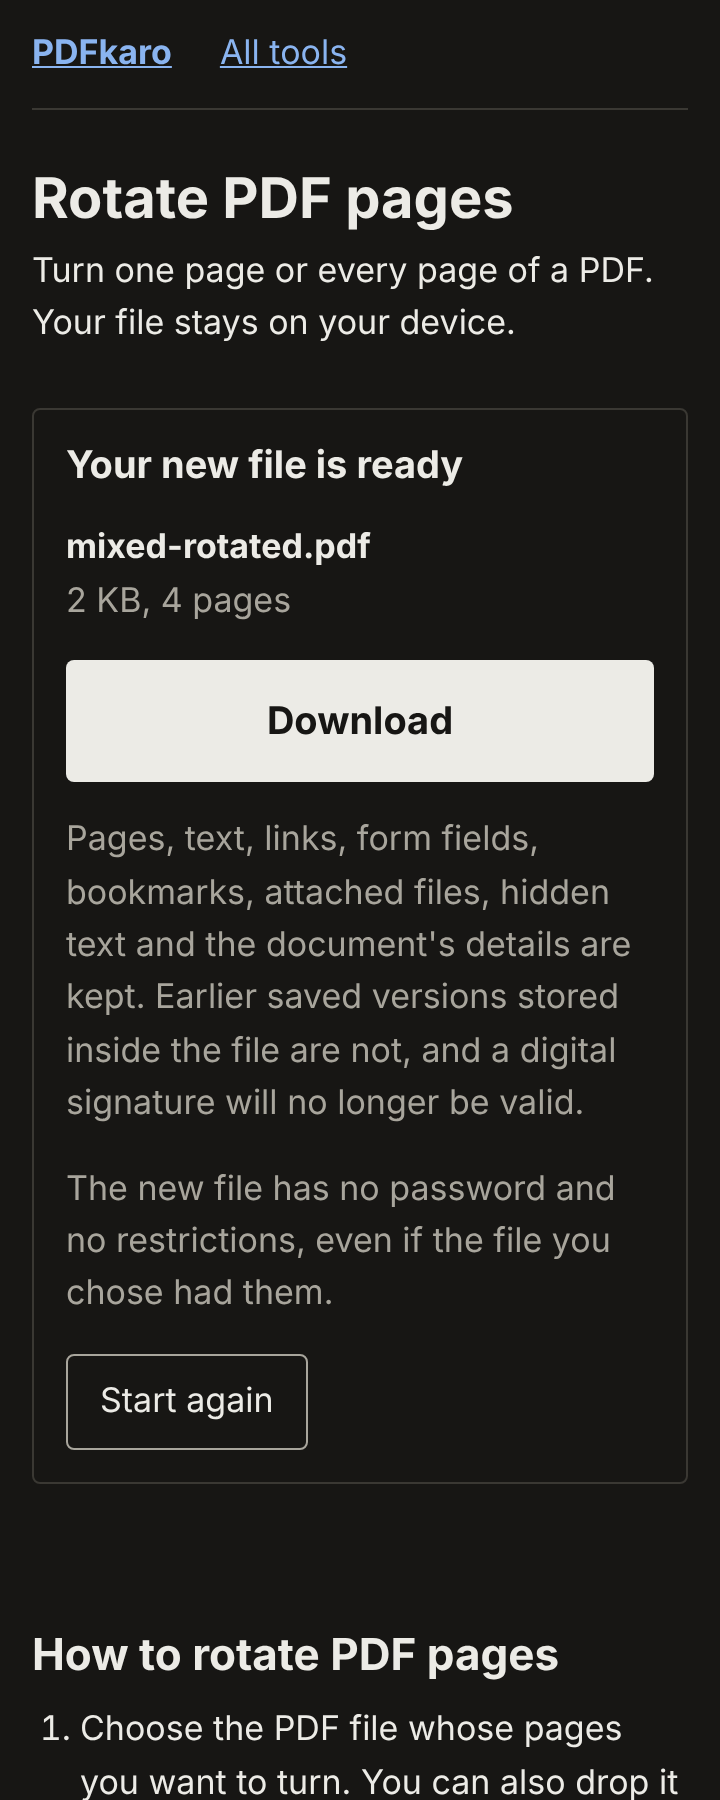 PDFkaro All tools
Rotate PDF pages
Turn one page or every page of a PDF.
Your file stays on your device.
Your new file is ready
mixed-rotated.pdf
2 KB, 4 pages
Download
Pages, text, links, form fields,
bookmarks, attached files, hidden
text and the document's details are
kept. Earlier saved versions stored
inside the file are not, and a digital
signature will no longer be valid.
The new file has no password and
no restrictions, even if the file you
chose had them.
Start again
How to rotate PDF pages
1. Choose the PDF file whose pages
you want to turn. You can also drop it